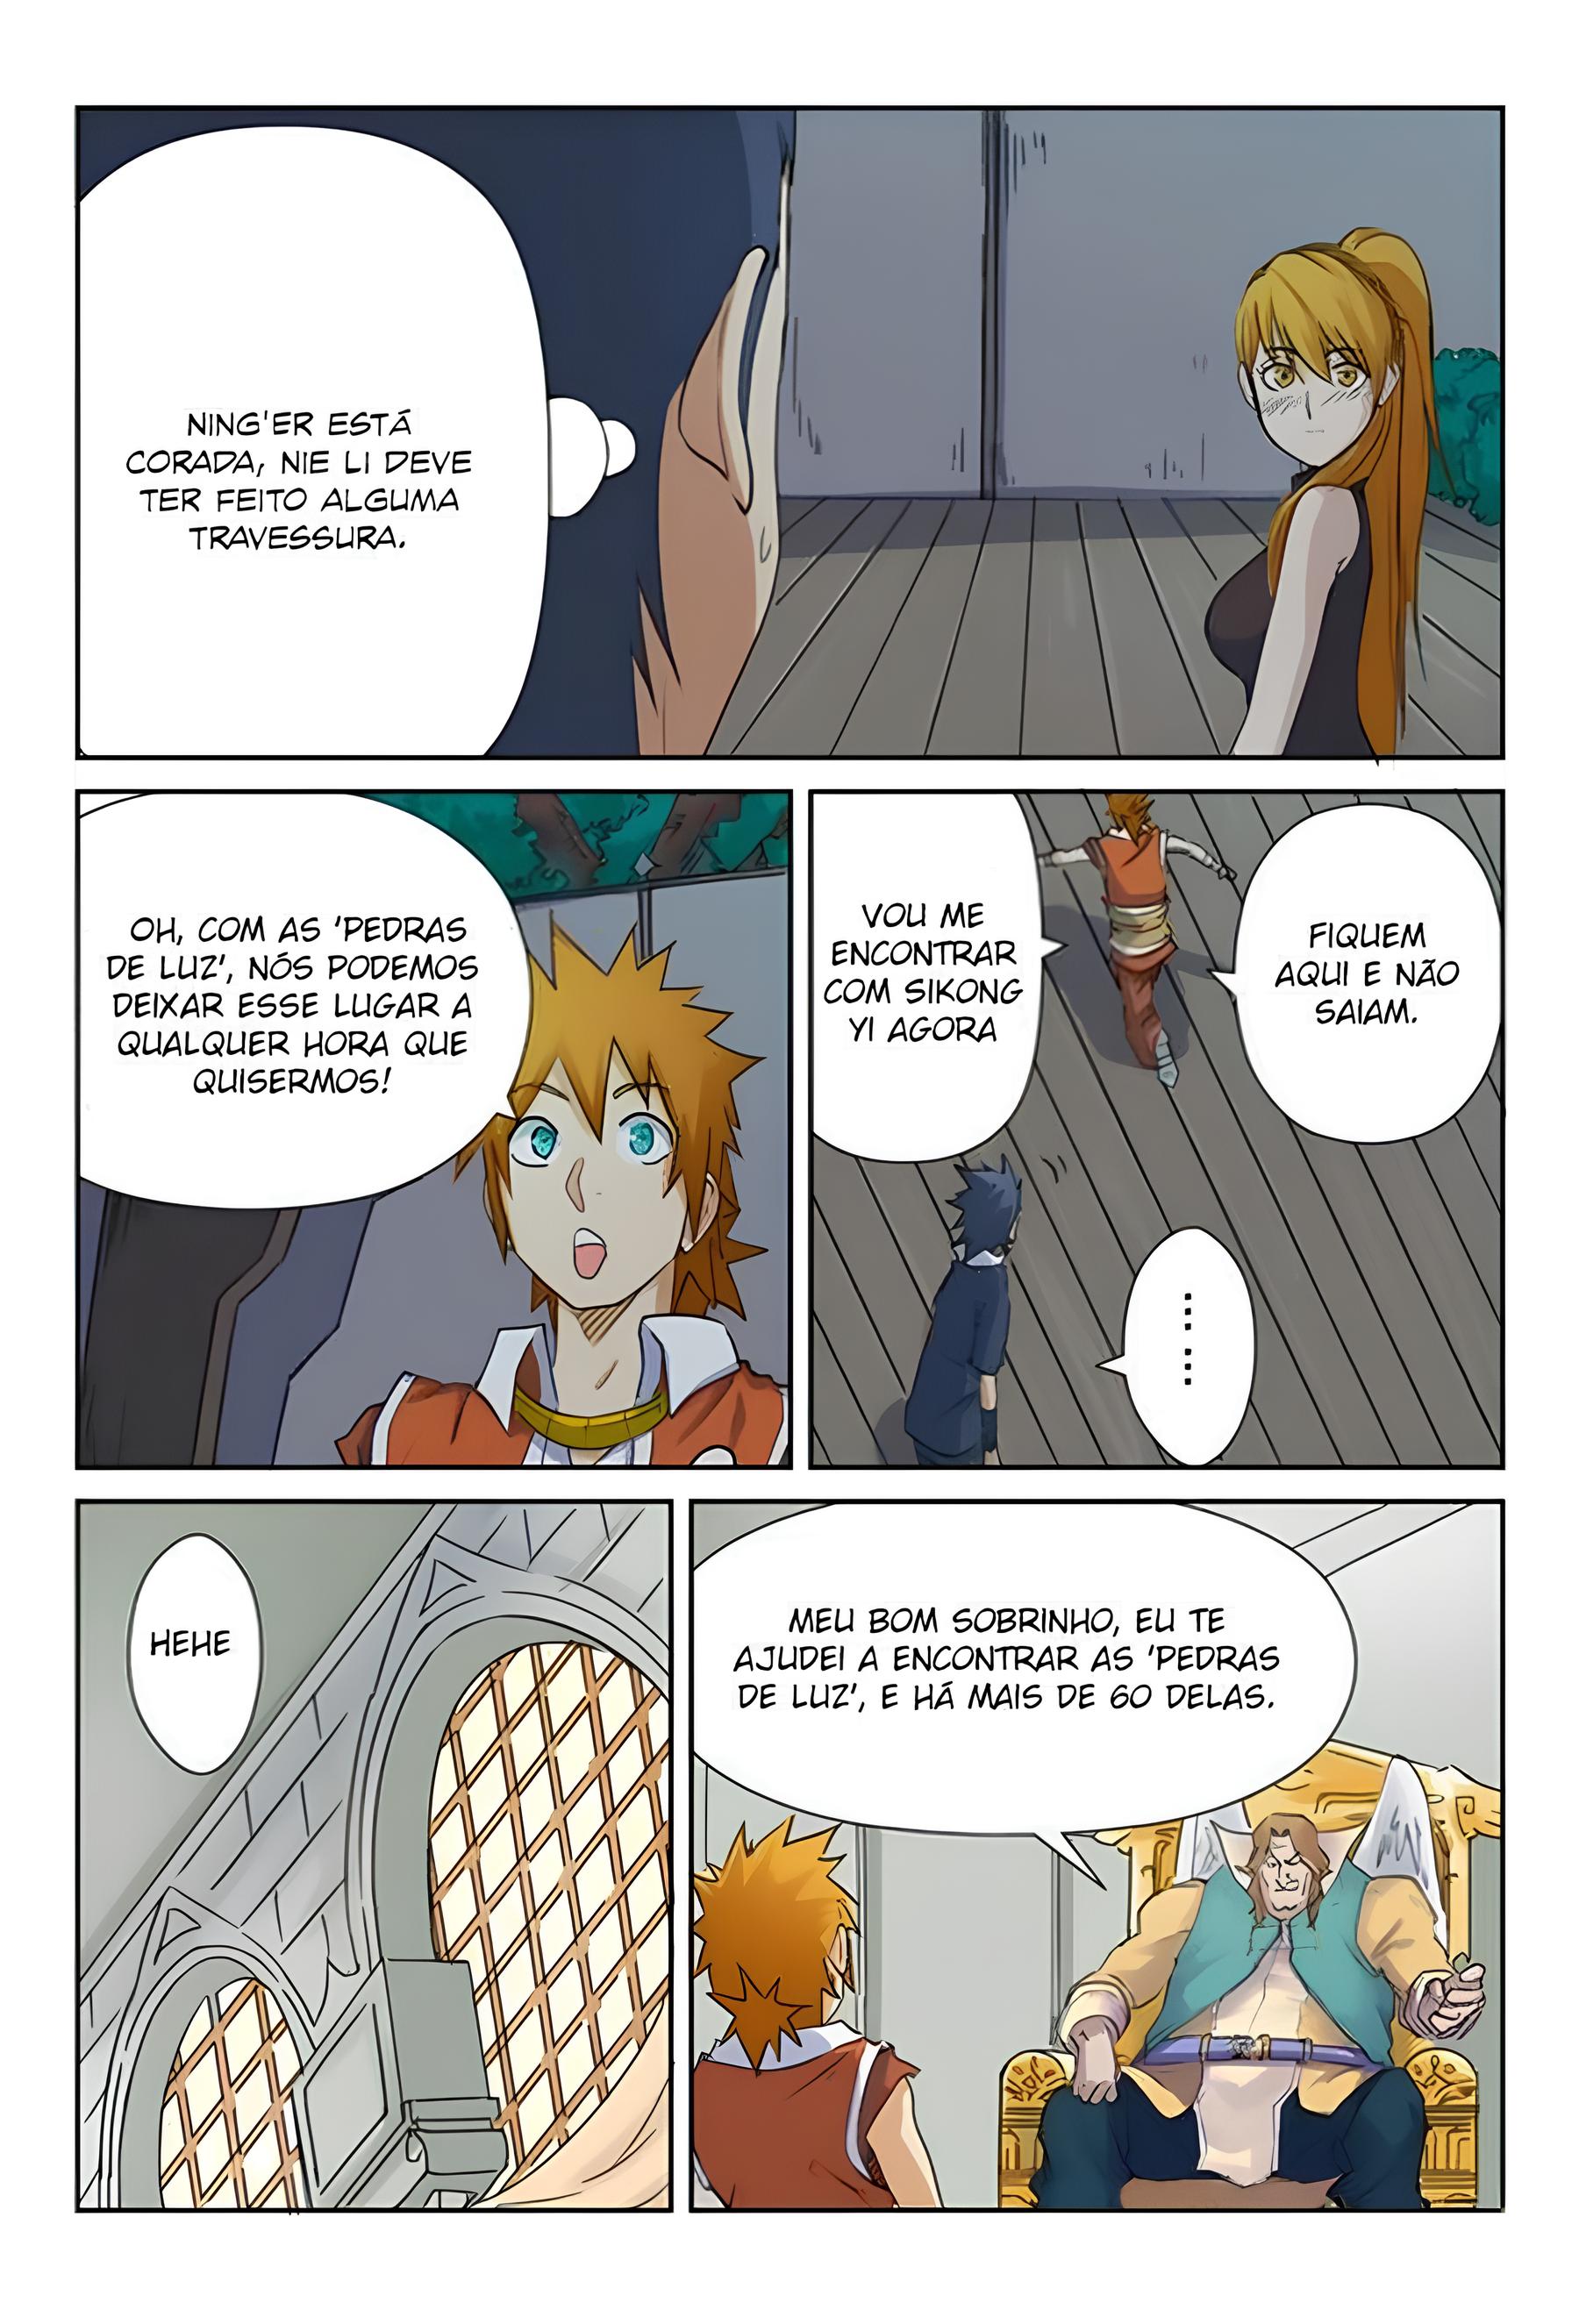 NING'ER ESTÁ
CORADA, NIE LI DEVE
TER FEITO ALGUMA
TRAVESSURA.
OH, COM AS 'PEDRAS
DE LUZ', NÓS PODEMOS
DEIXAR ESSE LUGAR A
QUALQUER HORA QUE
QUISERMOS!
VOU ME
ENCONTRAR
COM SIKONG
YI AGORA
FIQUEM
AQUI E NÃO
SAIAM.
......
HEHE
MEU BOM SOBRINHO, EU TE
AJUDEI A ENCONTRAR AS 'PEDRAS
DE LUZ', E HÁ MAIS DE 60 DELAS.